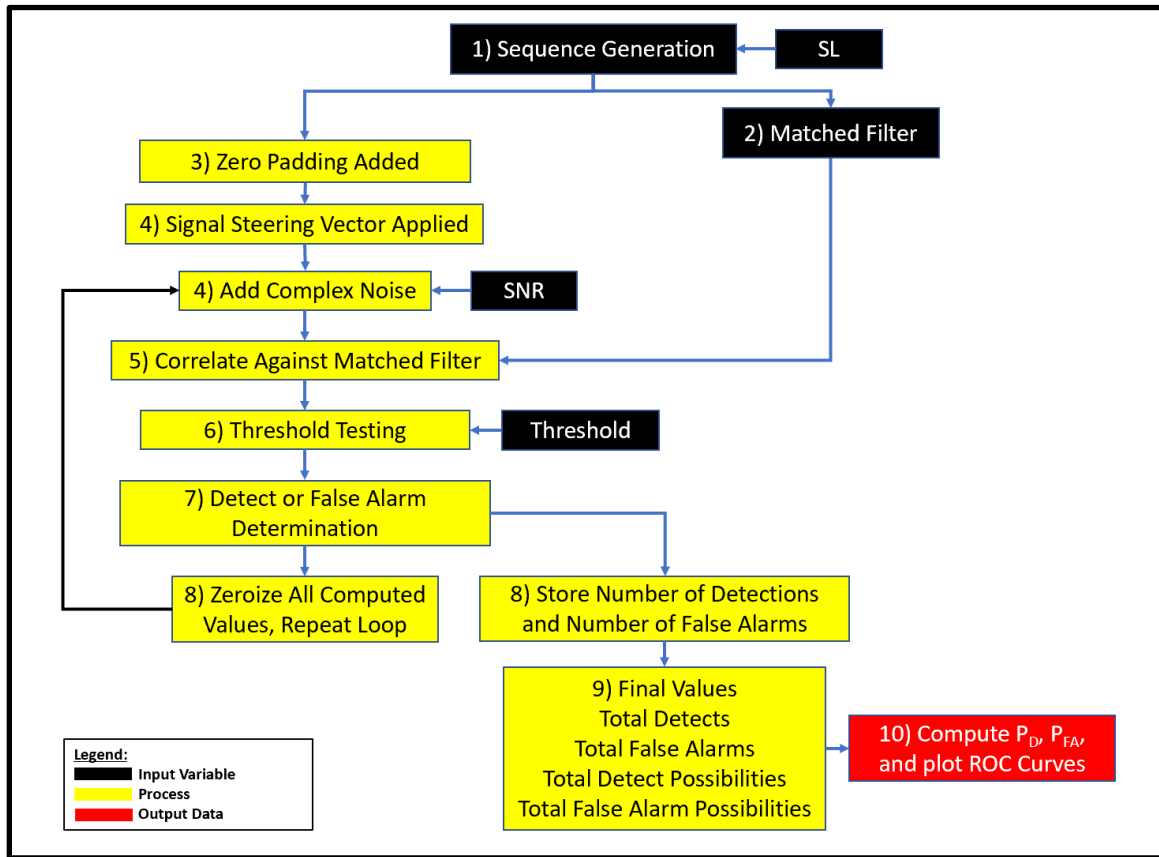 1) Sequence Generation
SL
2) Matched Filter
3) Zero Padding Added
4) Signal Steering Vector Applied
4) Add Complex Noise
SNR
5) Correlate Against Matched Filter
6) Threshold Testing
Threshold
7) Detect or False Alarm
Determination
8) Zeroize All Computed
Values, Repeat Loop
8) Store Number of Detections
and Number of False Alarms
9) Final Values
Total Detects
Total False Alarms
Total Detect Possibilities
Total False Alarm Possibilities
10) Compute P_D, P_FA,
and plot ROC Curves
Legend:
Input Variable
Process
Output Data